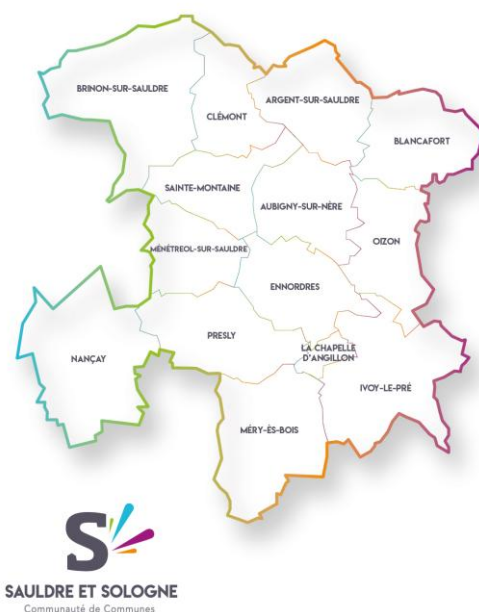 BRINON-SUR-SAULDRE
CLÉMONT
ARGENT-SUR-SAULDRE
BLANCAFORT
SAINTE-MONTAINE
AUBIGNY-SUR-NÈRE
OIZON
MÉNÉTREOL-SUR-SAULDRE
ENNORDRES
PRESLY
LA CHAPELLE
D'ANGILLON
NANÇAY
IVOY-LE-PRÉ
MÉRY-ÉS-BOIS
S
SAULDRE ET SOLOGNE
Communauté de Communes